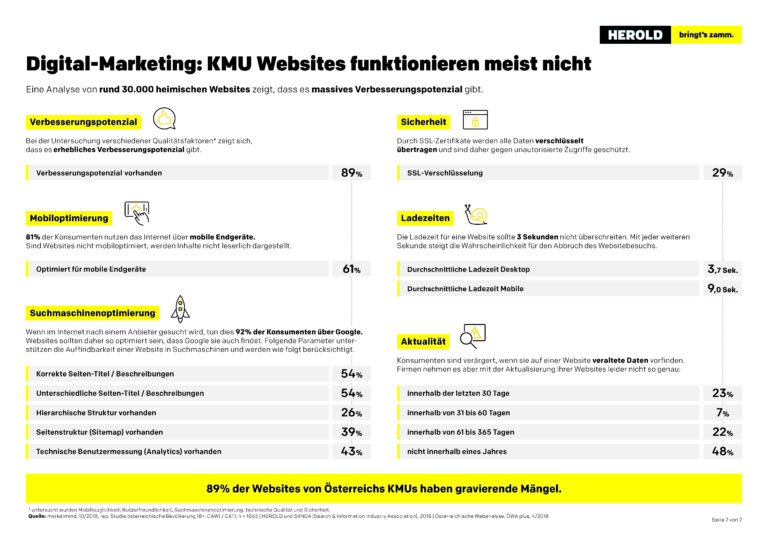 HEROLD bringt's zamm.
Digital-Marketing: KMU Websites funktionieren meist nicht
Eine Analyse von rund 30.000 heimischen Websites zeigt, dass es massives Verbesserungspotenzial gibt.
Verbesserungspotenzial
Bei der Untersuchung verschiedener Qualitätsfaktoren* zeigt sich,
dass es erhebliches Verbesserungspotenzial gibt.
Verbesserungspotenzial vorhanden 89%
Mobiloptimierung
81% der Konsumenten nutzen das Internet über mobile Endgeräte.
Sind Websites nicht mobiloptimiert, werden Inhalte nicht leserlich dargestellt.
Optimiert für mobile Endgeräte 61%
Suchmaschinenoptimierung
Wenn im Internet nach einem Anbieter gesucht wird, tun dies 92% der Konsumenten über Google.
Websites sollten daher so optimiert sein, dass Google sie auch findet. Folgende Parameter unter-
stützen die Auffindbarkeit einer Website in Suchmaschinen und werden wie folgt berücksichtigt.
Korrekte Seiten-Titel / Beschreibungen 54%
Unterschiedliche Seiten-Titel / Beschreibungen 54%
Hierarchische Struktur vorhanden 26%
Seitenstruktur (Sitemap) vorhanden 39%
Technische Benutzermessung (Analytics) vorhanden 43%
Sicherheit
Durch SSL-Zertifikate werden alle Daten verschlüsselt
übertragen und sind daher gegen unautorisierte Zugriffe geschützt.
SSL-Verschlüsselung 29%
Ladezeiten
Die Ladezeit für eine Website sollte 3 Sekunden nicht überschreiten. Mit jeder weiteren
Sekunde steigt die Wahrscheinlichkeit für den Abbruch des Websitebesuchs.
Durchschnittliche Ladezeit Desktop 3,7 Sek.
Durchschnittliche Ladezeit Mobile 9,0 Sek.
Aktualität
Konsumenten sind verärgert, wenn sie auf einer Website veraltete Daten vorfinden.
Firmen nehmen es aber mit der Aktualisierung ihrer Websites leider nicht so genau:
innerhalb der letzten 30 Tage 23%
innerhalb von 31 bis 60 Tagen 7%
innerhalb von 61 bis 365 Tagen 22%
nicht innerhalb eines Jahres 48%
89% der Websites von Österreichs KMUs haben gravierende Mängel.
* untersucht wurden Mobiltauglichkeit, Nutzerfreundlichkeit, Suchmaschinenoptimierung, technische Qualität und Sicherheit.
Quelle: marketmind, 10/2018, rep. Studie österreichische Bevölkerung 18+, CAWI / CATI, n = 1065 | HEROLD und SIINDA (Search & Information Industry Association), 2018 | Österreichische Webanalyse, ÖWA plus, 4/2018
Seite 2 von 2